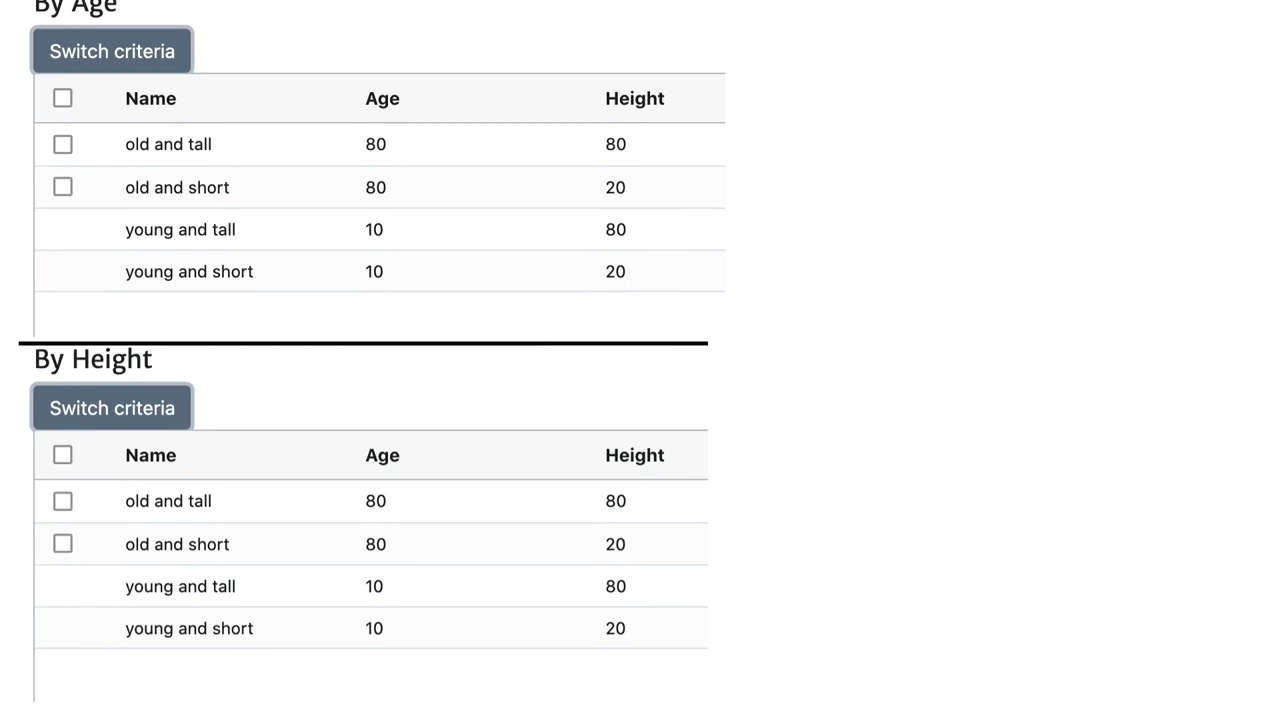 By Age
Switch criteria
Name Age Height
old and tall 80 80
old and short 80 20
young and tall 10 80
young and short 10 20
By Height
Switch criteria
Name Age Height
old and tall 80 80
old and short 80 20
young and tall 10 80
young and short 10 20